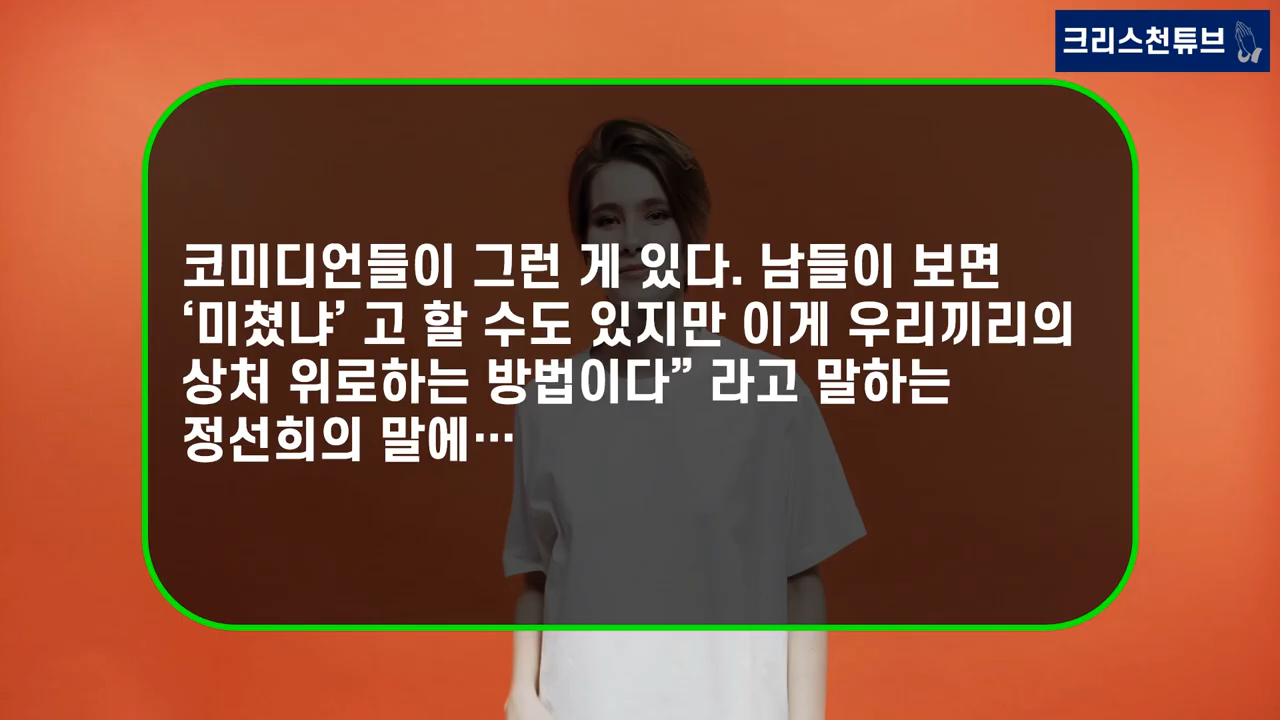 크리스천튜브
코미디언들이 그런 게 있다. 남들이 보면
‘미쳤냐’ 고 할 수도 있지만 이게 우리끼리의
상처 위로하는 방법이다” 라고 말하는
정선희의 말에…